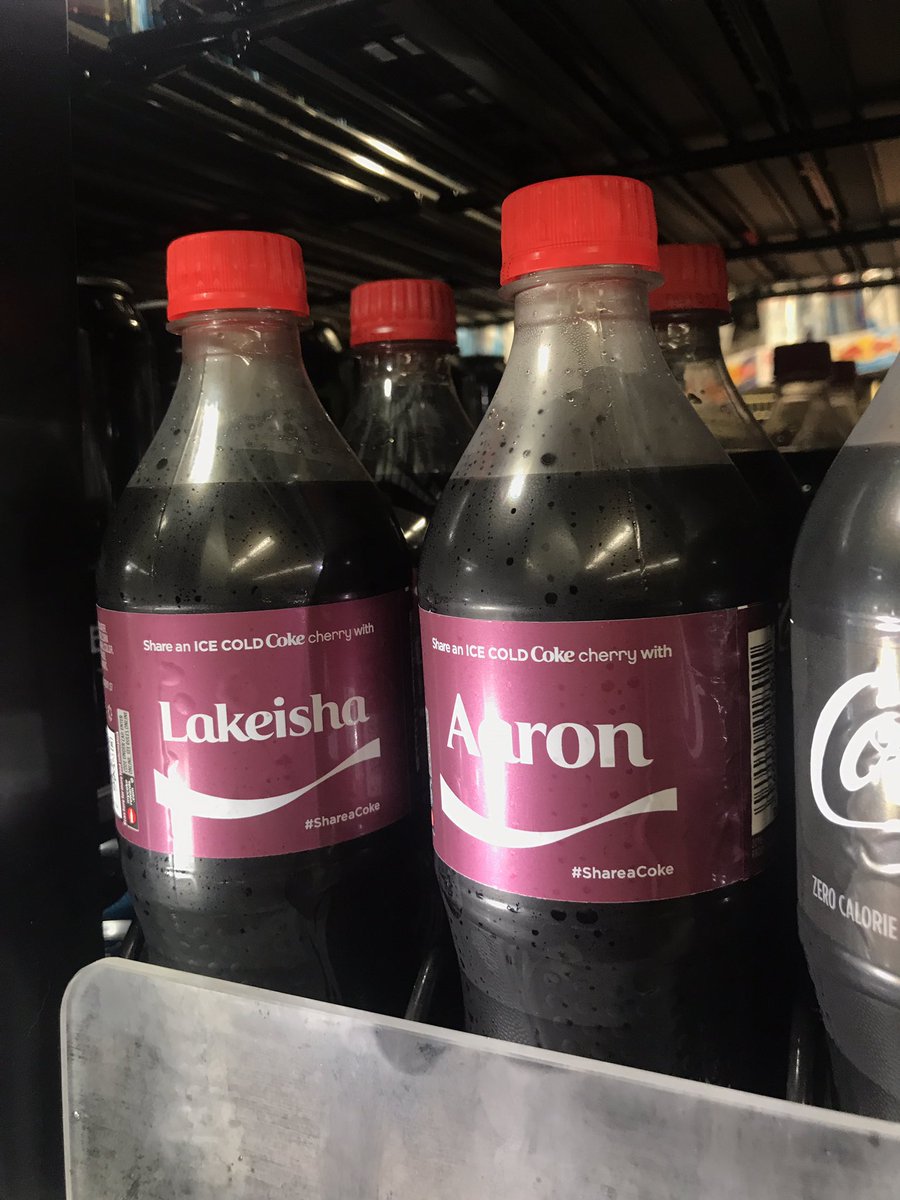 Share an ICE COLD Coke cherry with
Lakeisha
#ShareaCoke
Share an ICE COLD Coke cherry with
Aaron
#ShareaCoke
ZERO CALORIE